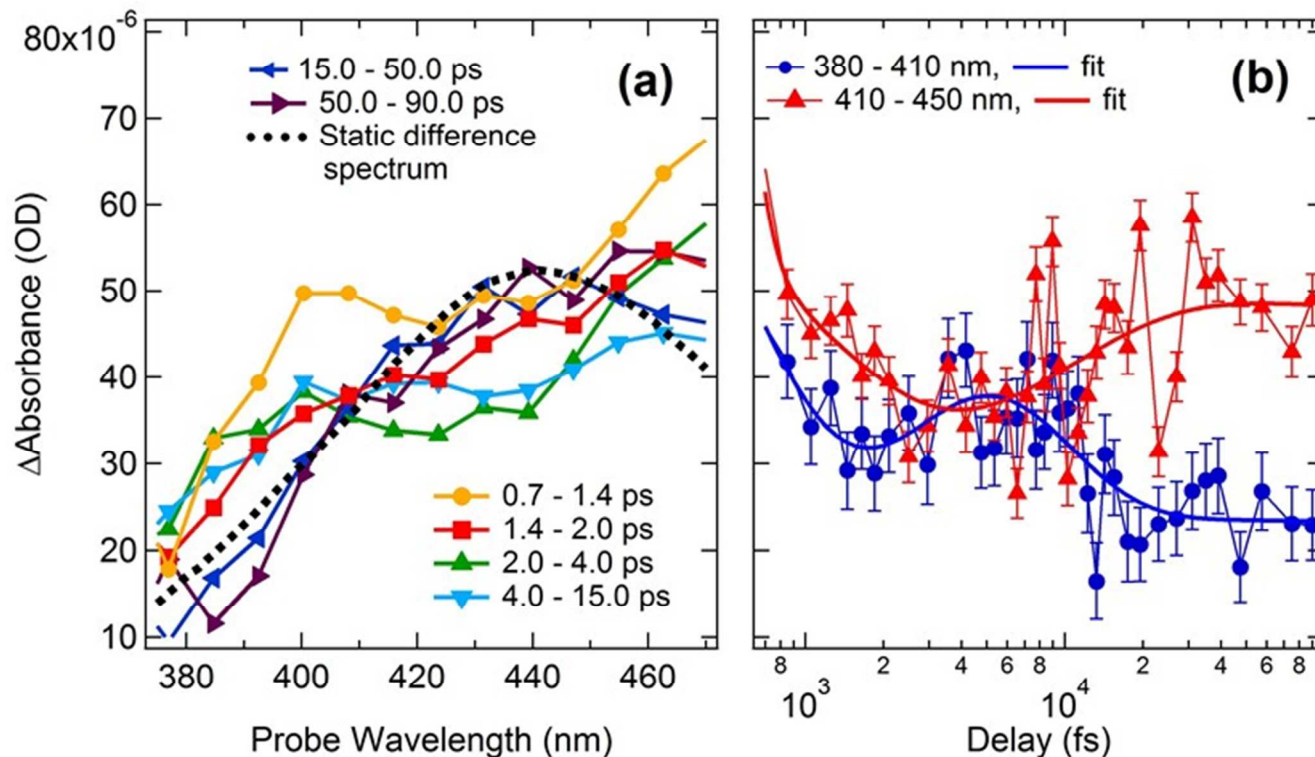 80x10⁻⁶
70
60
50
40
30
20
10
ΔAbsorbance (OD)
(a)
15.0 - 50.0 ps
50.0 - 90.0 ps
Static difference
spectrum
0.7 - 1.4 ps
1.4 - 2.0 ps
2.0 - 4.0 ps
4.0 - 15.0 ps
380 400 420 440 460
Probe Wavelength (nm)
380 - 410 nm, fit
410 - 450 nm, fit
(b)
8 2 4 6 8 2 4 6 8
10³ 10⁴
Delay (fs)